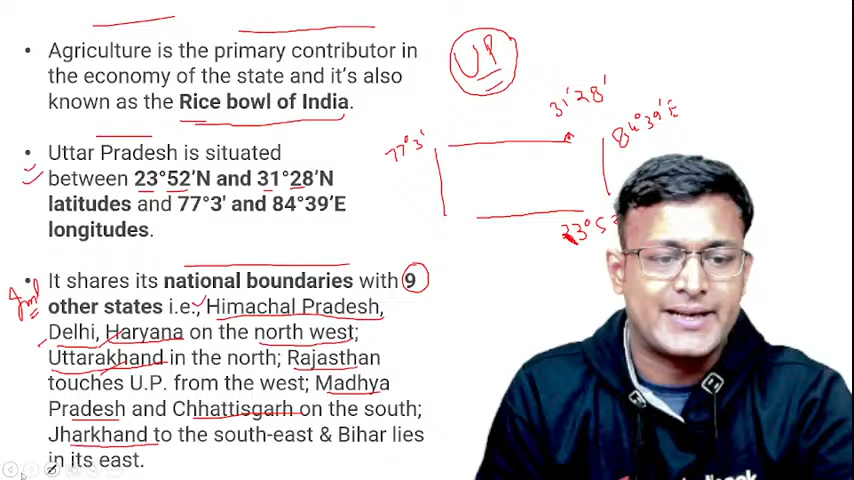 • Agriculture is the primary contributor in
the economy of the state and it's also
known as the Rice bowl of India.
• Uttar Pradesh is situated
between 23°52'N and 31°28'N
latitudes and 77°3' and 84°39'E
longitudes.
• It shares its national boundaries with 9
other states i.e:, Himachal Pradesh,
Delhi, Haryana on the north west;
Uttarakhand in the north; Rajasthan
touches U.P. from the west; Madhya
Pradesh and Chhattisgarh on the south;
Jharkhand to the south-east & Bihar lies
in its east.
Imp
UP
31'28'
77°3'
84°39'E
23°5